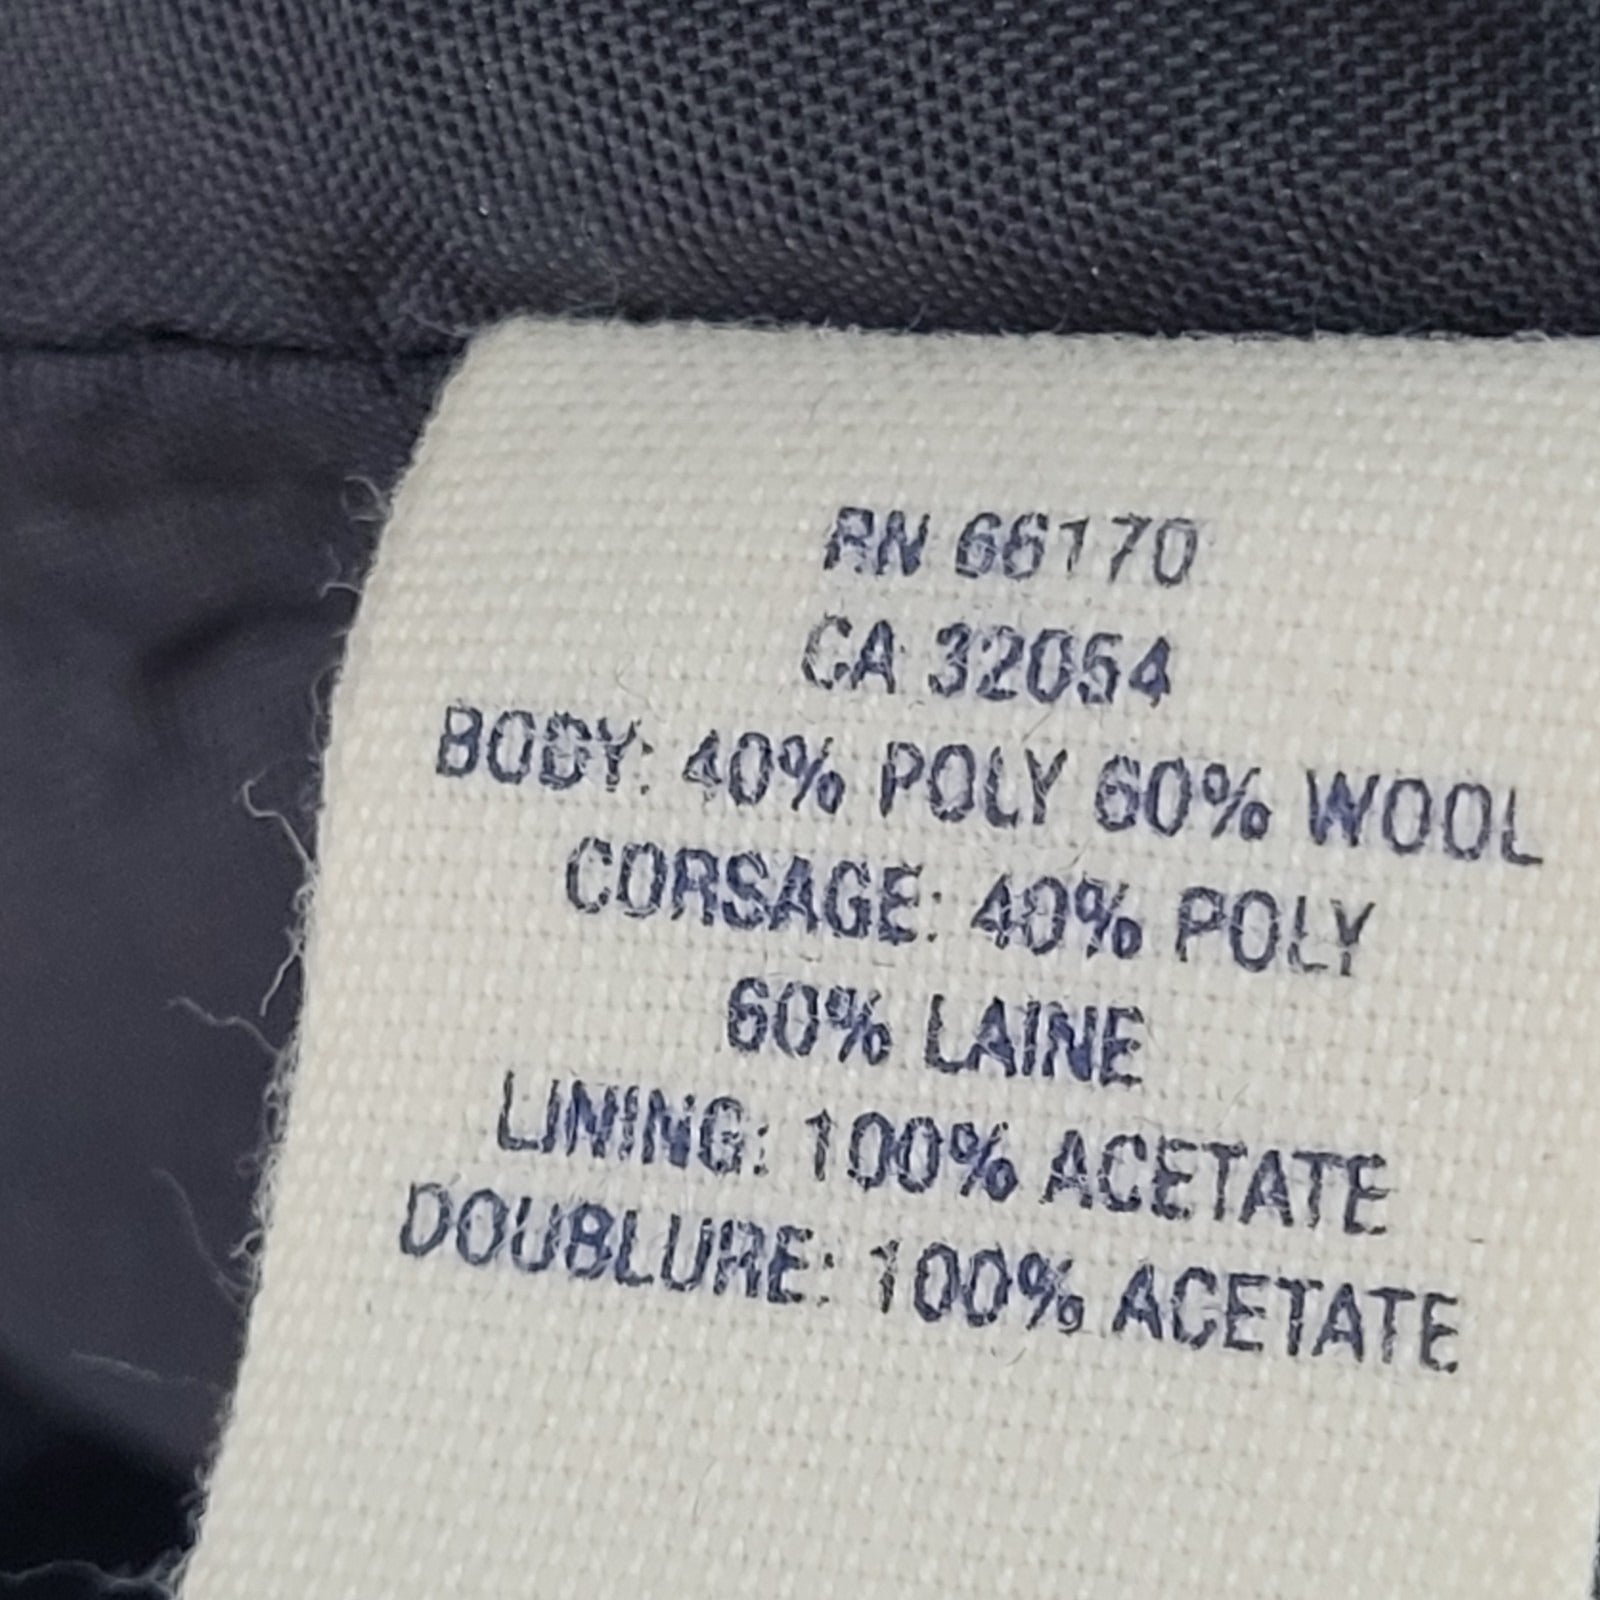 RN 66170
CA 32054
BODY: 40% POLY 60% WOOL
CORSAGE: 40% POLY
60% LAINE
LINING: 100% ACETATE
DOUBLURE: 100% ACETATE